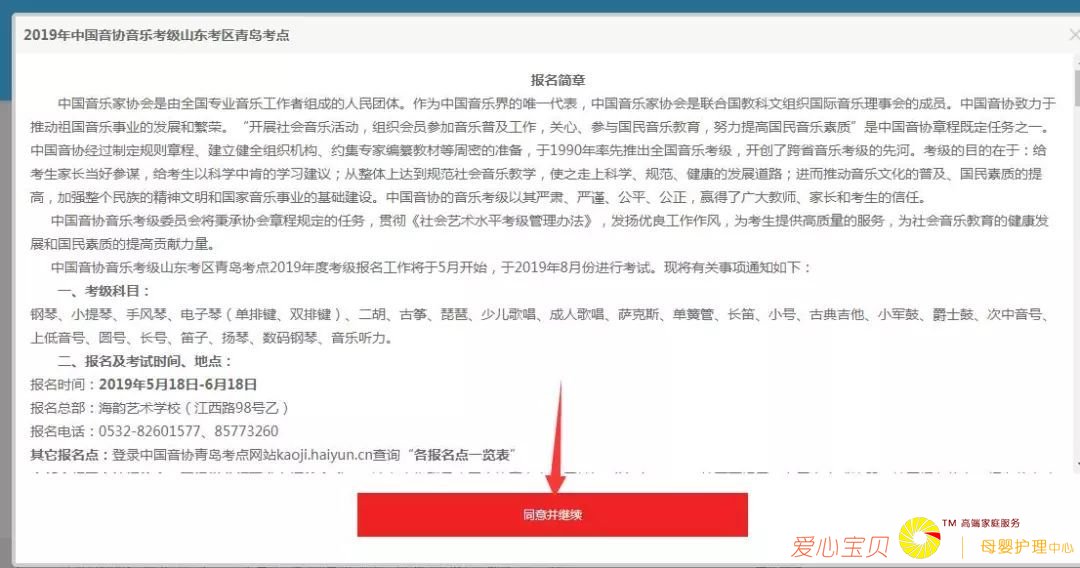 2019年中国音协音乐考级山东考区青岛考点
报名简章
中国音乐家协会是由全国专业音乐工作者组成的人民团体。作为中国音乐界的唯一代表，中国音乐家协会是联合国教科文组织国际音乐理事会的成员。中国音协致力于
推动祖国音乐事业的发展和繁荣。“开展社会音乐活动，组织会员参加音乐普及工作，关心、参与国民音乐教育，努力提高国民音乐素质”是中国音协章程既定任务之一。
中国音协经过制定规则章程、建立健全组织机构、约集专家编纂教材等周密的准备，于1990年率先推出全国音乐考级，开创了跨省音乐考级的先河。考级的目的在于：给
考生家长当好参谋，给考生以科学中肯的学习建议；从整体上达到规范社会音乐教学，使之走上科学、规范、健康的发展道路；进而推动音乐文化的普及、国民素质的提
高，加强整个民族的精神文明和国家音乐事业的基础建设。中国音协的音乐考级以其严肃、严谨、公平、公正，赢得了广大教师、家长和考生的信任。
中国音协音乐考级委员会将秉承协会章程规定的任务，贯彻《社会艺术水平考级管理办法》，发扬优良工作作风，为考生提供高质量的服务，为社会音乐教育的健康发
展和国民素质的提高贡献力量。
中国音协音乐考级山东考区青岛考点2019年度考级报名工作将于5月开始，于2019年8月份进行考试。现将有关事项通知如下：
一、考级科目：
钢琴、小提琴、手风琴、电子琴（单排键、双排键）、二胡、古筝、琵琶、少儿歌唱、成人歌唱、萨克斯、单簧管、长笛、小号、古典吉他、小军鼓、爵士鼓、次中音号、
上低音号、圆号、长号、笛子、扬琴、数码钢琴、音乐听力。
二、报名及考试时间、地点：
报名时间：2019年5月18日-6月18日
报名总部：海韵艺术学校（江西路98号乙）
报名电话：0532-82601577、85773260
其它报名点：登录中国音协青岛考点网站kaoji.haiyun.cn查询“各报名点一览表”
同意并继续
爱心宝贝
TM 高端家庭服务
母婴护理中心